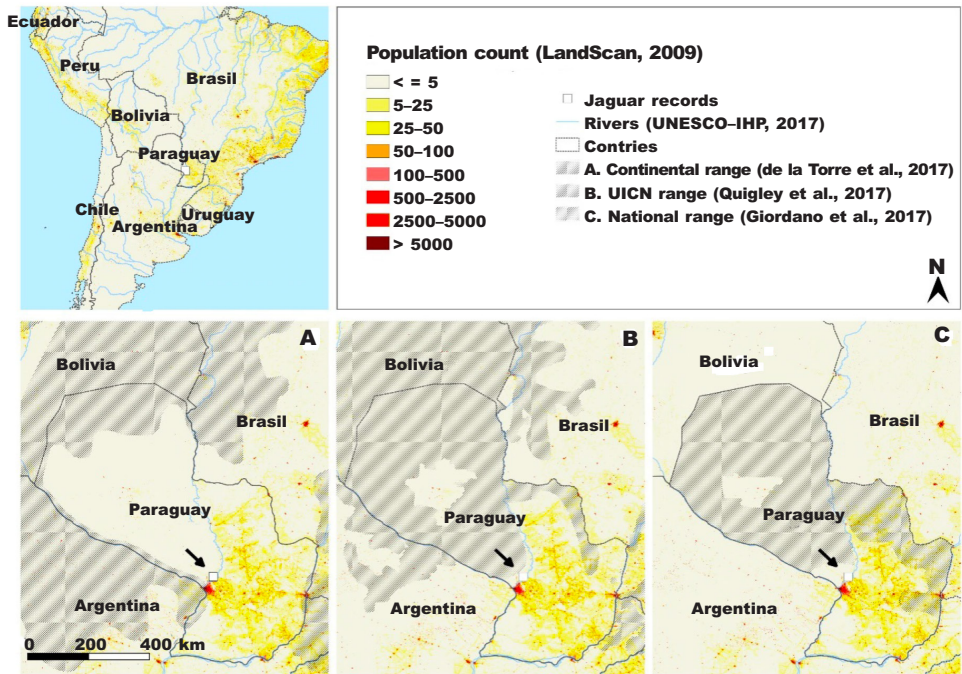 Ecuador
Peru
Brasil
Bolivia
Paraguay
Chile
Uruguay
Argentina
Population count (LandScan, 2009)
< = 5
5–25
25–50
50–100
100–500
500–2500
2500–5000
> 5000
Jaguar records
Rivers (UNESCO–IHP, 2017)
Contries
A. Continental range (de la Torre et al., 2017)
B. UICN range (Quigley et al., 2017)
C. National range (Giordano et al., 2017)
N
A
Bolivia
Brasil
Paraguay
Argentina
0 200 400 km
B
Bolivia
Brasil
Paraguay
Argentina
C
Bolivia
Brasil
Paraguay
Argentina